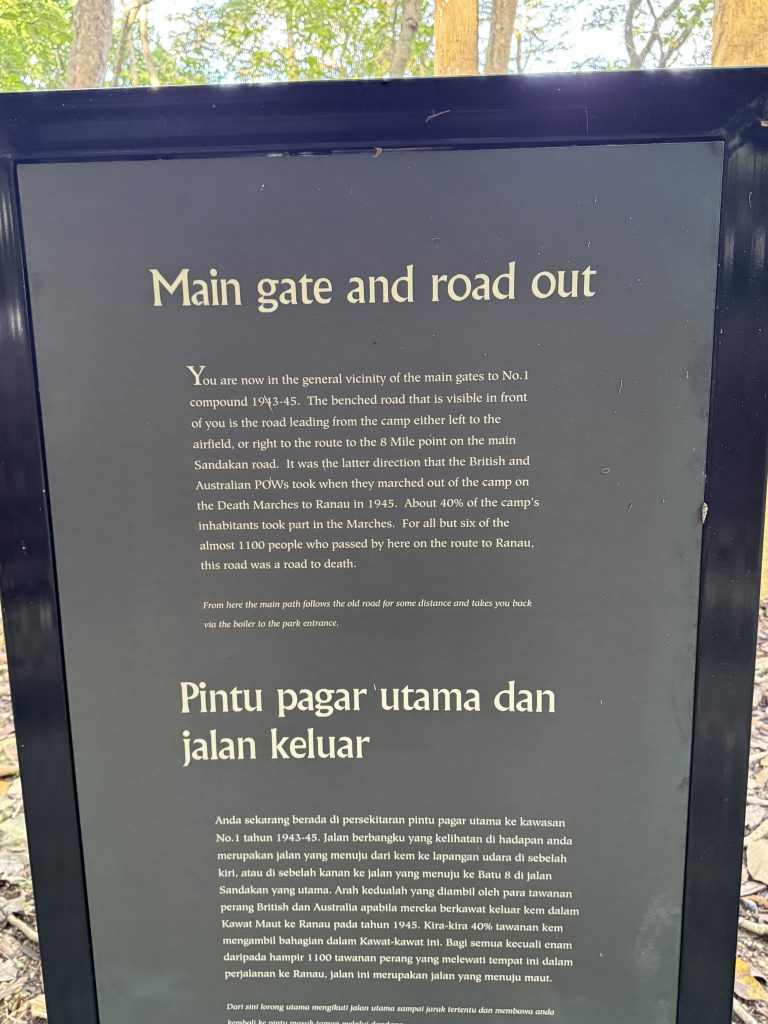 Main gate and road out
You are now in the general vicinity of the main gates to No.1
compound 1943-45. The benched road that is visible in front
of you is the road leading from the camp either left to the
airfield, or right to the route to the 8 Mile point on the main
Sandakan road. It was the latter direction that the British and
Australian POWs took when they marched out of the camp on
the Death Marches to Ranau in 1945. About 40% of the camp's
inhabitants took part in the Marches. For all but six of the
almost 1100 people who passed by here on the route to Ranau,
this road was a road to death.
From here the main path follows the old road for some distance and takes you back
via the boiler to the park entrance.
Pintu pagar utama dan
jalan keluar
Anda sekarang berada di persekitaran pintu pagar utama ke kawasan
No.1 tahun 1943-45. Jalan berbangku yang kelihatan di hadapan anda
merupakan jalan yang menuju dari kem ke lapangan udara di sebelah
kiri, atau di sebelah kanan ke jalan yang menuju ke Batu 8 di jalan
Sandakan yang utama. Arah kedualah yang diambil oleh para tawanan
perang British dan Australia apabila mereka berkawat keluar kem dalam
Kawat Maut ke Ranau pada tahun 1945. Kira-kira 40% tawanan kem
mengambil bahagian dalam Kawat-kawat ini. Bagi semua kecuali enam
daripada hampir 1100 tawanan perang yang melewati tempat ini dalam
perjalanan ke Ranau, jalan ini merupakan jalan yang menuju maut.
Dari sini lorong utama mengikuti jalan utama sampai jarak tertentu dan membawa anda
kembali ke pintu masuk taman melalui dandang.